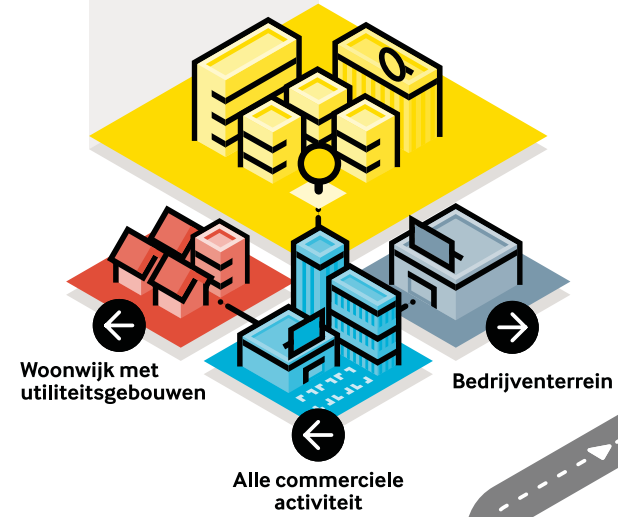 Woonwijk met
utiliteitsgebouwen
Bedrijventerrein
Alle commerciele
activiteit